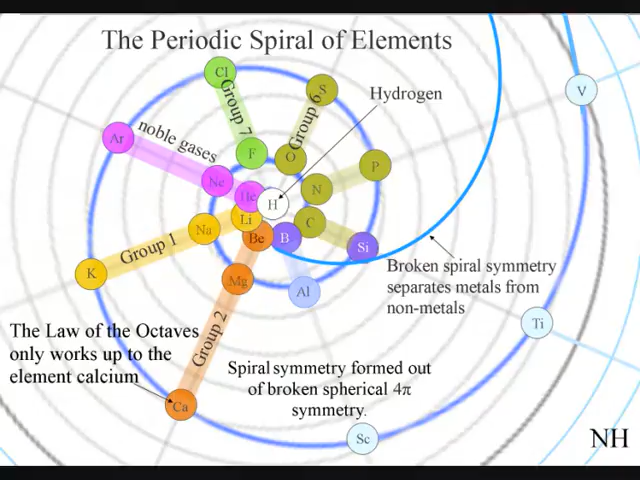 The Periodic Spiral of Elements
Cl
S
V
Hydrogen
Group 7
Group 6
noble gases
Ar
F
O
P
Ne
N
He
H
Li
C
Na
Be
B
Si
Group 1
K
Mg
Al
Broken spiral symmetry
separates metals from
non-metals
Ti
The Law of the Octaves
only works up to the
element calcium
Group 2
Spiral symmetry formed out
of broken spherical 4π
symmetry.
Ca
Sc
NH